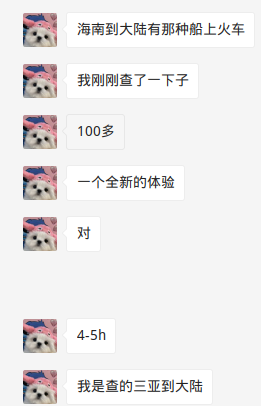 海南到大陆有那种船上火车
我刚刚查了一下子
100多
一个全新的体验
对
4-5h
我是查的三亚到大陆